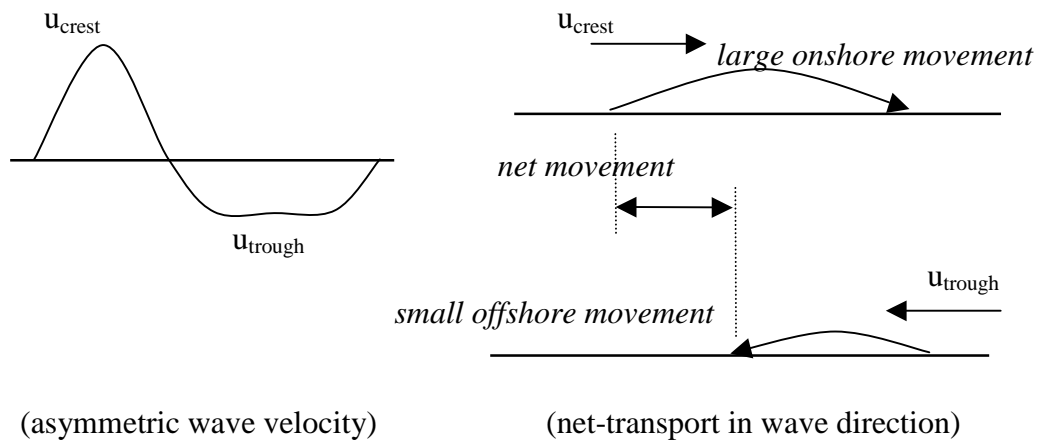 u_crest
u_trough
(asymmetric wave velocity)
u_crest
large onshore movement
net movement
u_trough
small offshore movement
(net-transport in wave direction)